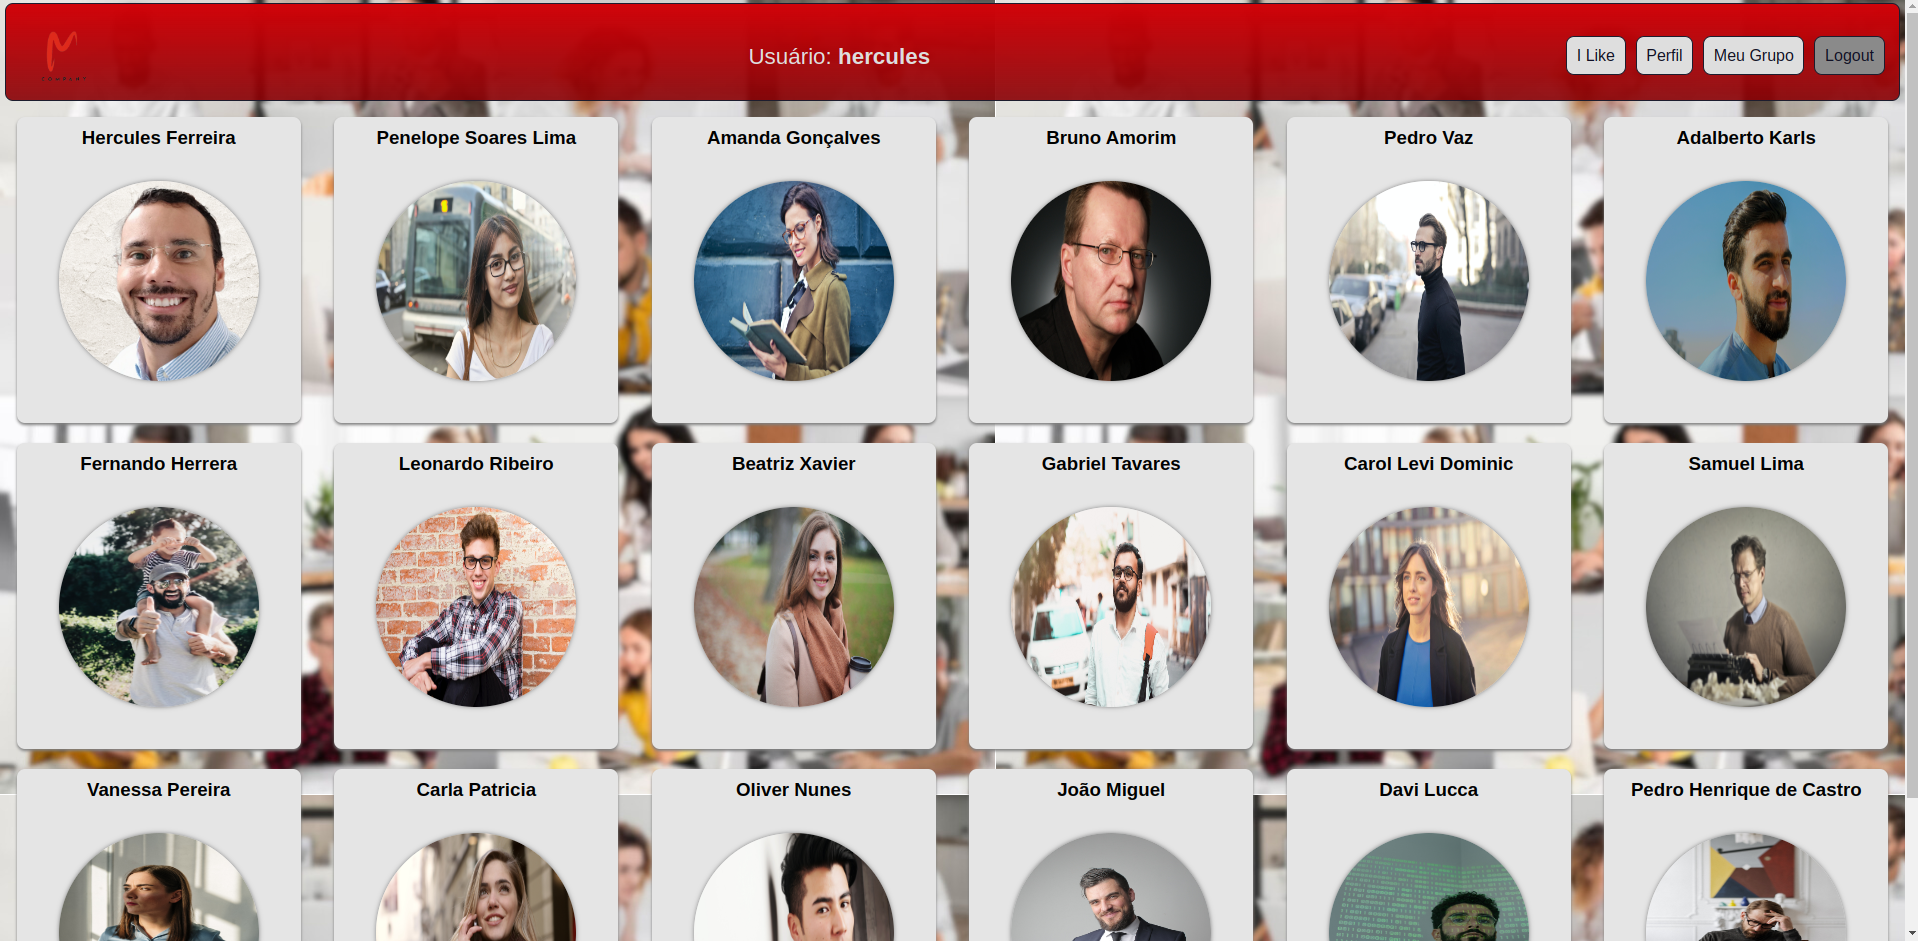 Usuário: hercules
I Like
Perfil
Meu Grupo
Logout
Hercules Ferreira
Penelope Soares Lima
Amanda Gonçalves
Bruno Amorim
Pedro Vaz
Adalberto Karls
Fernando Herrera
Leonardo Ribeiro
Beatriz Xavier
Gabriel Tavares
Carol Levi Dominic
Samuel Lima
Vanessa Pereira
Carla Patricia
Oliver Nunes
João Miguel
Davi Lucca
Pedro Henrique de Castro